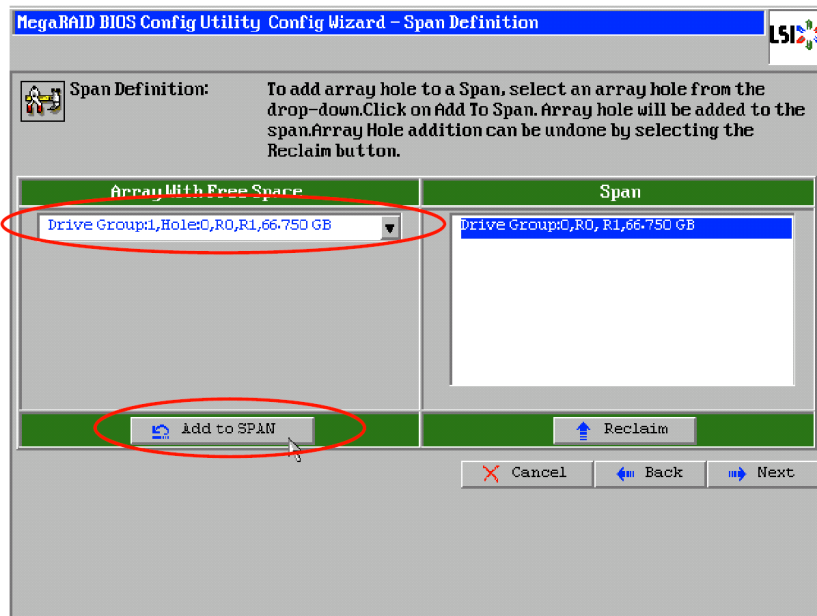 MegaRAID BIOS Config Utility Config Wizard - Span Definition
LSI
Span Definition:
To add array hole to a Span, select an array hole from the
drop-down.Click on Add To Span. Array hole will be added to the
span.Array Hole addition can be undone by selecting the
Reclaim button.
Array With Free Space
Span
Drive Group:1,Hole:0,R0,R1,66.750 GB
Drive Group:0,R0, R1,66.750 GB
Add to SPAN
Reclaim
Cancel
Back
Next